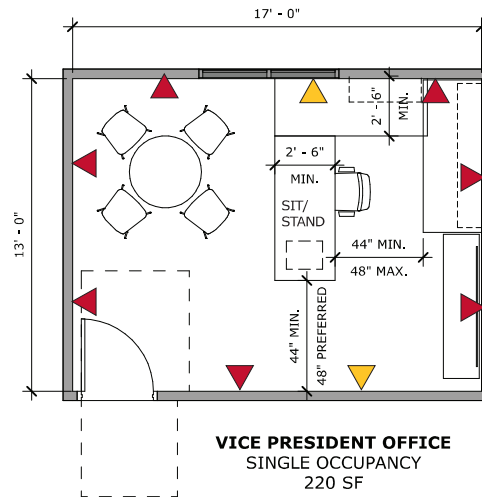 17' - 0"
2' - 6"
MIN.
2' - 6"
MIN.
SIT/
STAND
13' - 0"
44" MIN.
48" MAX.
44" MIN.
48" PREFERRED
VICE PRESIDENT OFFICE
SINGLE OCCUPANCY
220 SF